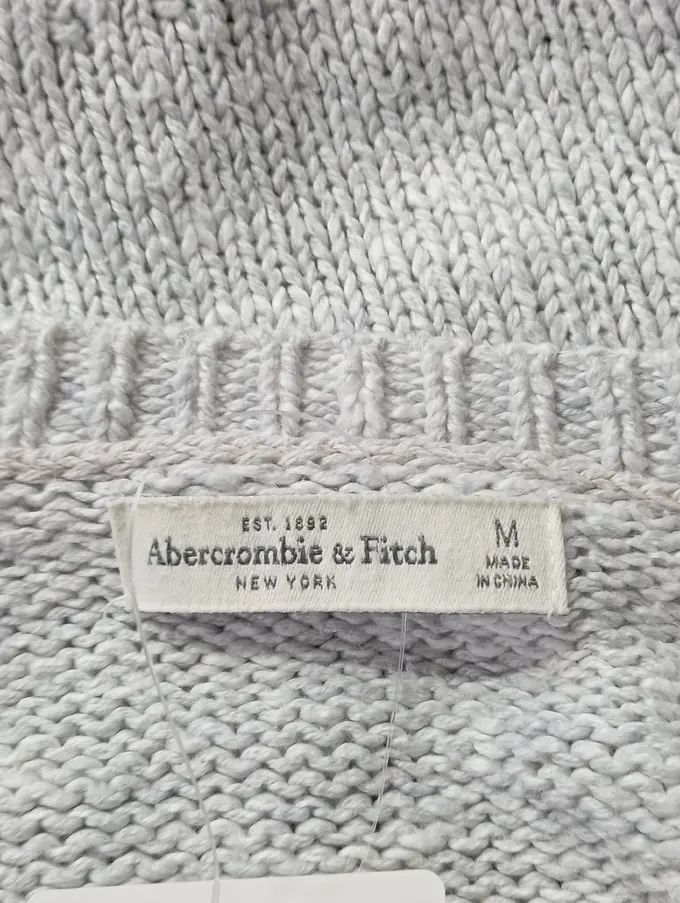 EST. 1892
Abercrombie & Fitch
NEW YORK
M
MADE
IN CHINA